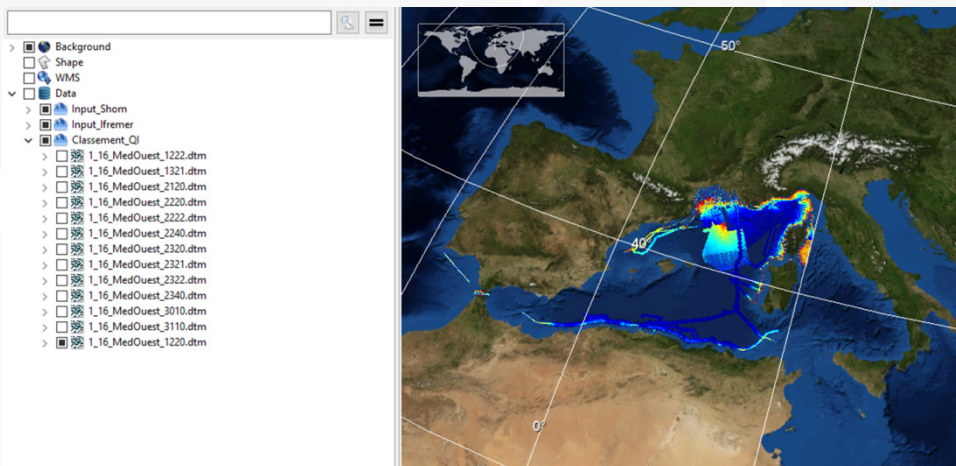 Background
Shape
WMS
Data
Input_Shom
Input_Ifremer
Classement_QI
1_16_MedOuest_1222.dtm
1_16_MedOuest_1321.dtm
1_16_MedOuest_2120.dtm
1_16_MedOuest_2220.dtm
1_16_MedOuest_2222.dtm
1_16_MedOuest_2240.dtm
1_16_MedOuest_2320.dtm
1_16_MedOuest_2321.dtm
1_16_MedOuest_2322.dtm
1_16_MedOuest_2340.dtm
1_16_MedOuest_3010.dtm
1_16_MedOuest_3110.dtm
1_16_MedOuest_1220.dtm
50°
40°
0°